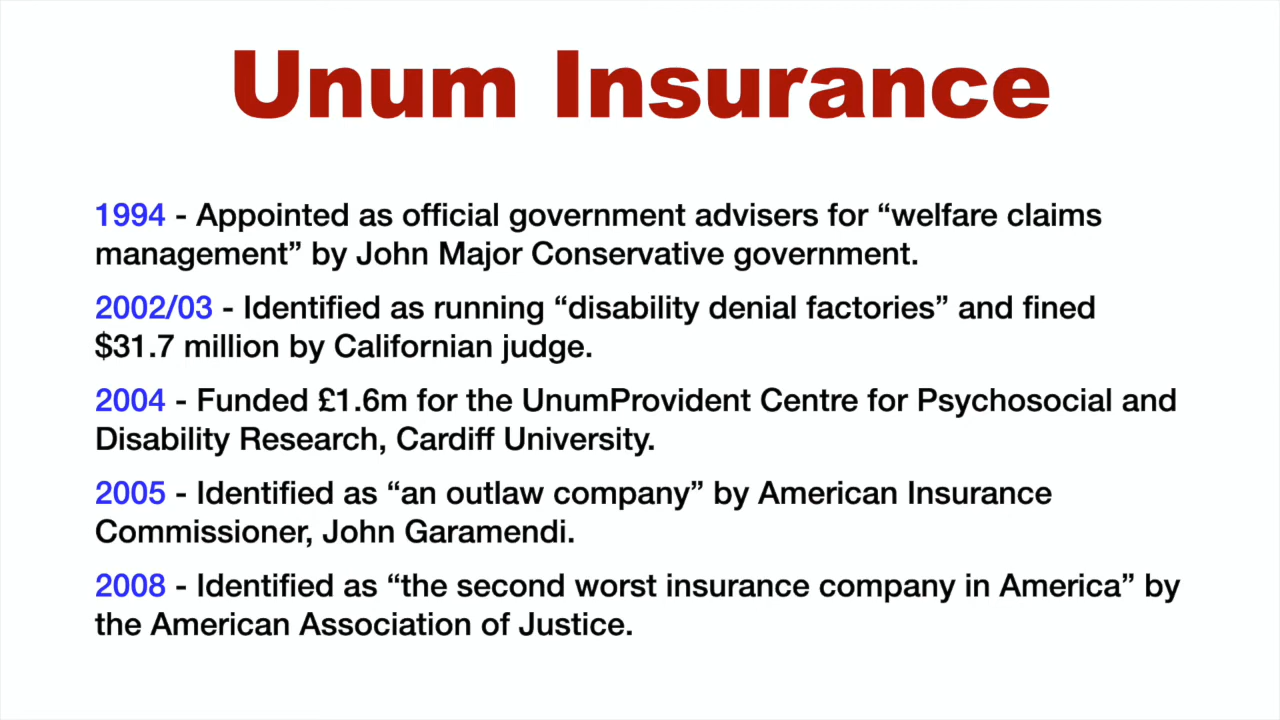 Unum Insurance
1994 - Appointed as official government advisers for “welfare claims
management” by John Major Conservative government.
2002/03 - Identified as running “disability denial factories” and fined
$31.7 million by Californian judge.
2004 - Funded £1.6m for the UnumProvident Centre for Psychosocial and
Disability Research, Cardiff University.
2005 - Identified as “an outlaw company” by American Insurance
Commissioner, John Garamendi.
2008 - Identified as “the second worst insurance company in America” by
the American Association of Justice.